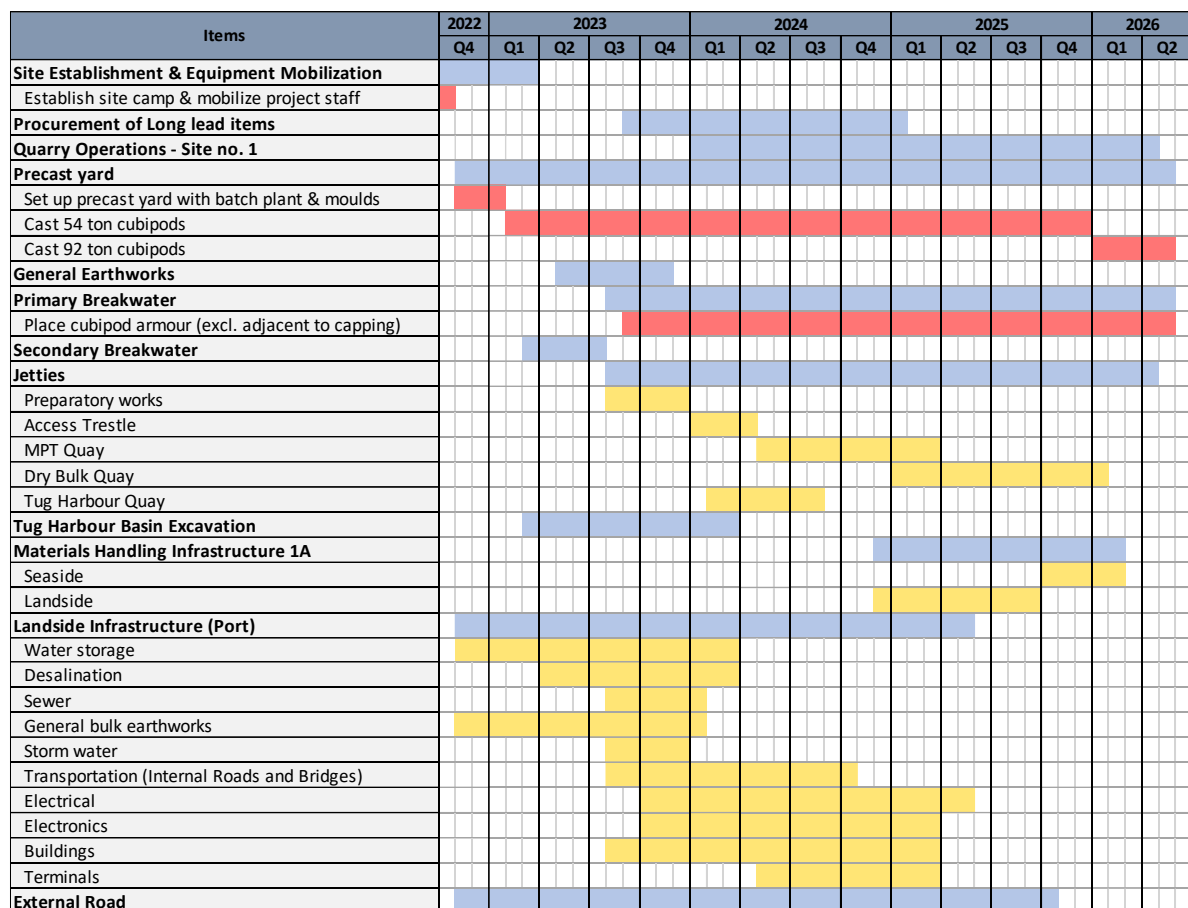 Items 2022 2023 2024 2025 2026
Q4 Q1 Q2 Q3 Q4 Q1 Q2 Q3 Q4 Q1 Q2 Q3 Q4 Q1 Q2
Site Establishment & Equipment Mobilization
Establish site camp & mobilize project staff
Procurement of Long lead items
Quarry Operations - Site no. 1
Precast yard
Set up precast yard with batch plant & moulds
Cast 54 ton cubipods
Cast 92 ton cubipods
General Earthworks
Primary Breakwater
Place cubipod armour (excl. adjacent to capping)
Secondary Breakwater
Jetties
Preparatory works
Access Trestle
MPT Quay
Dry Bulk Quay
Tug Harbour Quay
Tug Harbour Basin Excavation
Materials Handling Infrastructure 1A
Seaside
Landside
Landside Infrastructure (Port)
Water storage
Desalination
Sewer
General bulk earthworks
Storm water
Transportation (Internal Roads and Bridges)
Electrical
Electronics
Buildings
Terminals
External Road